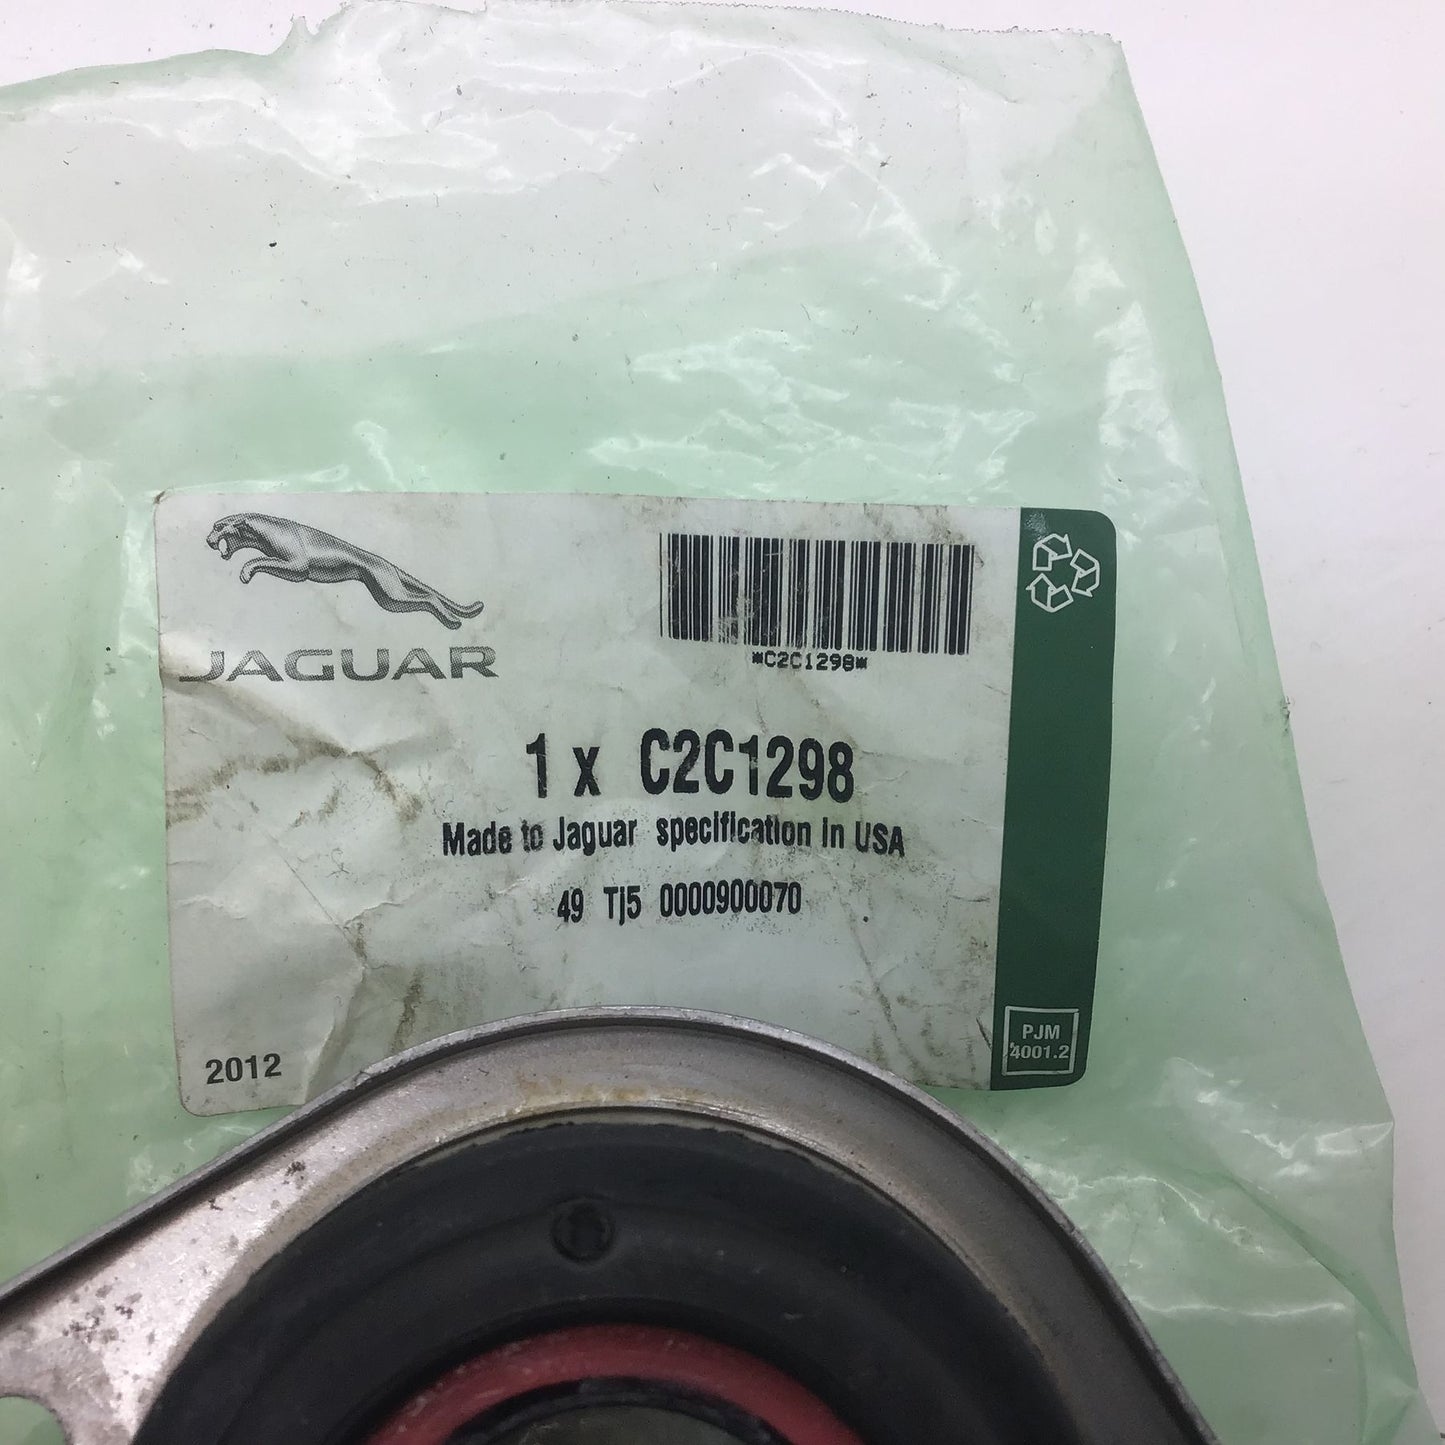 JAGUAR
*C2C1298*
1 x C2C1298
Made to Jaguar specification in USA
49 Tj5 0000900070
2012
PJM
4001.2